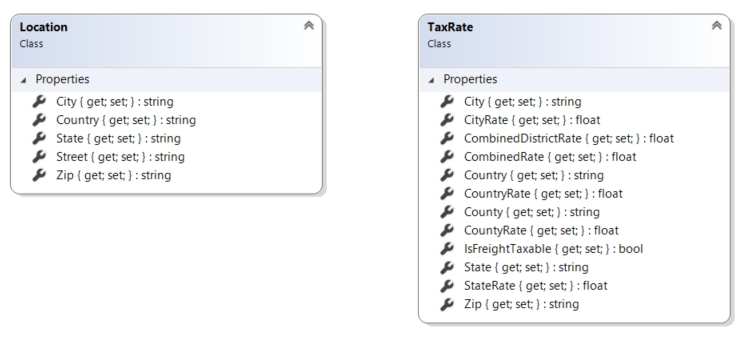 Location
Class
Properties
City { get; set; } : string
Country { get; set; } : string
State { get; set; } : string
Street { get; set; } : string
Zip { get; set; } : string
TaxRate
Class
Properties
City { get; set; } : string
CityRate { get; set; } : float
CombinedDistrictRate { get; set; } : float
CombinedRate { get; set; } : float
Country { get; set; } : string
CountryRate { get; set; } : float
County { get; set; } : string
CountyRate { get; set; } : float
IsFreightTaxable { get; set; } : bool
State { get; set; } : string
StateRate { get; set; } : float
Zip { get; set; } : string